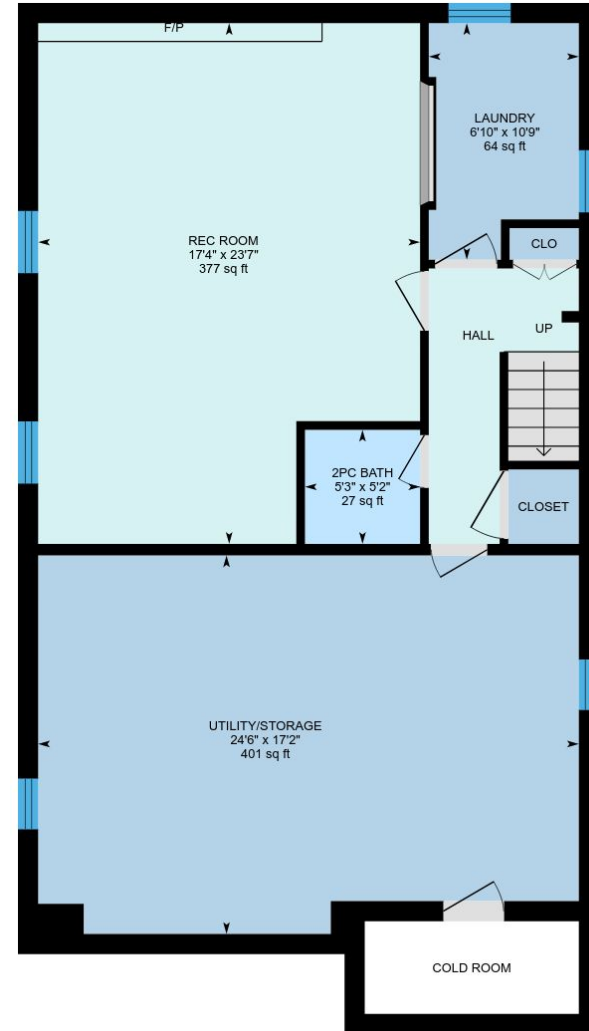 F/P
LAUNDRY
6'10" x 10'9"
64 sq ft
REC ROOM
17'4" x 23'7"
377 sq ft
CLO
HALL
UP
2PC BATH
5'3" x 5'2"
27 sq ft
CLOSET
UTILITY/STORAGE
24'6" x 17'2"
401 sq ft
COLD ROOM